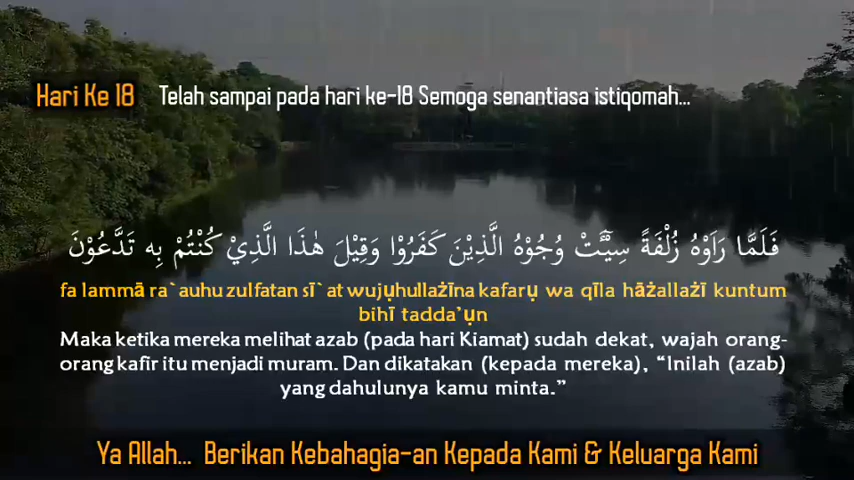 Hari Ke 18 Telah sampai pada hari ke-18 Semoga senantiasa istiqomah...
فَلَمَّا رَاَوْهُ زُلْفَةً سِيْۤـَٔتْ وُجُوْهُ الَّذِيْنَ كَفَرُوْا وَقِيْلَ هٰذَا الَّذِيْ كُنْتُمْ بِهٖ تَدَّعُوْنَ
fa lammā ra`auhu zulfatan sī`at wujụhullażīna kafarụ wa qīla hāżallażī kuntum
bihī tadda'ụn
Maka ketika mereka melihat azab (pada hari Kiamat) sudah dekat, wajah orang-
orang kafir itu menjadi muram. Dan dikatakan (kepada mereka), “Inilah (azab)
yang dahulunya kamu minta.”
Ya Allah... Berikan Kebahagia-an Kepada Kami & Keluarga Kami